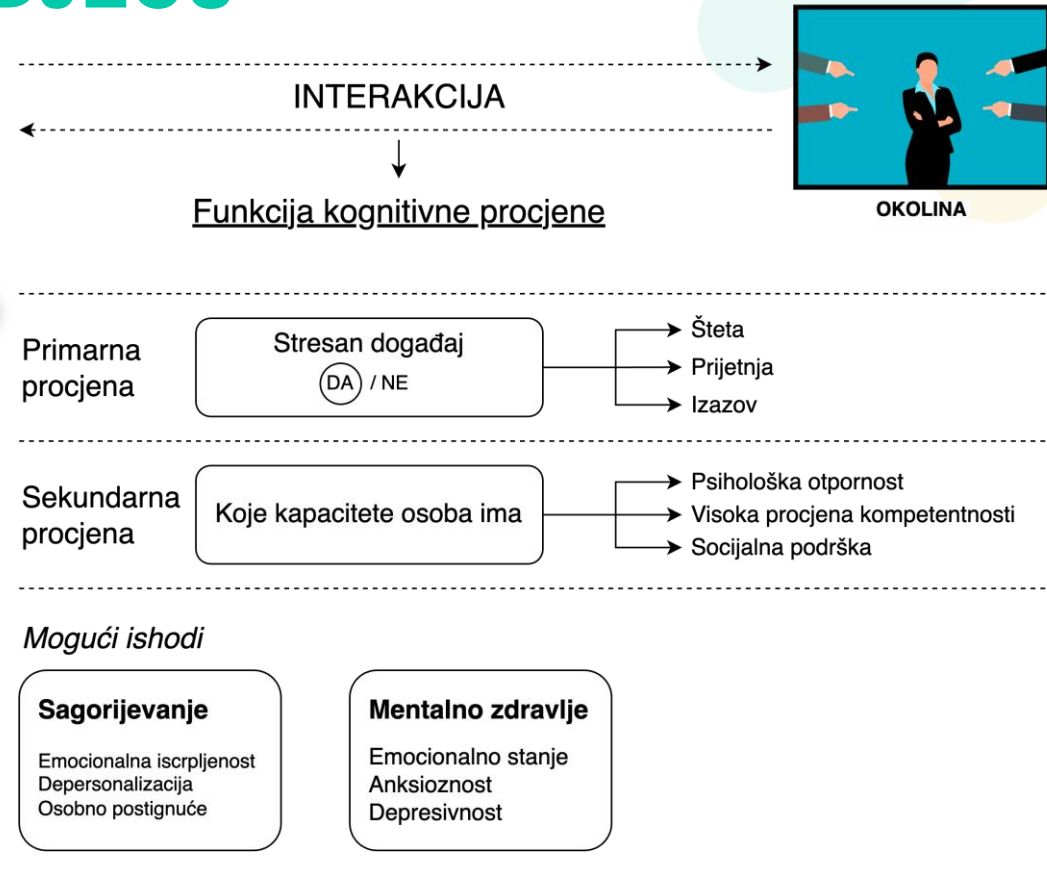 INTERAKCIJA
Funkcija kognitivne procjene
OKOLINA
Primarna
procjena
Stresan događaj
DA / NE
Šteta
Prijetnja
Izazov
Sekundarna
procjena
Koje kapacitete osoba ima
Psihološka otpornost
Visoka procjena kompetentnosti
Socijalna podrška
Mogući ishodi
Sagorijevanje
Emocionalna iscrpljenost
Depersonalizacija
Osobno postignuće
Mentalno zdravlje
Emocionalno stanje
Anksioznost
Depresivnost